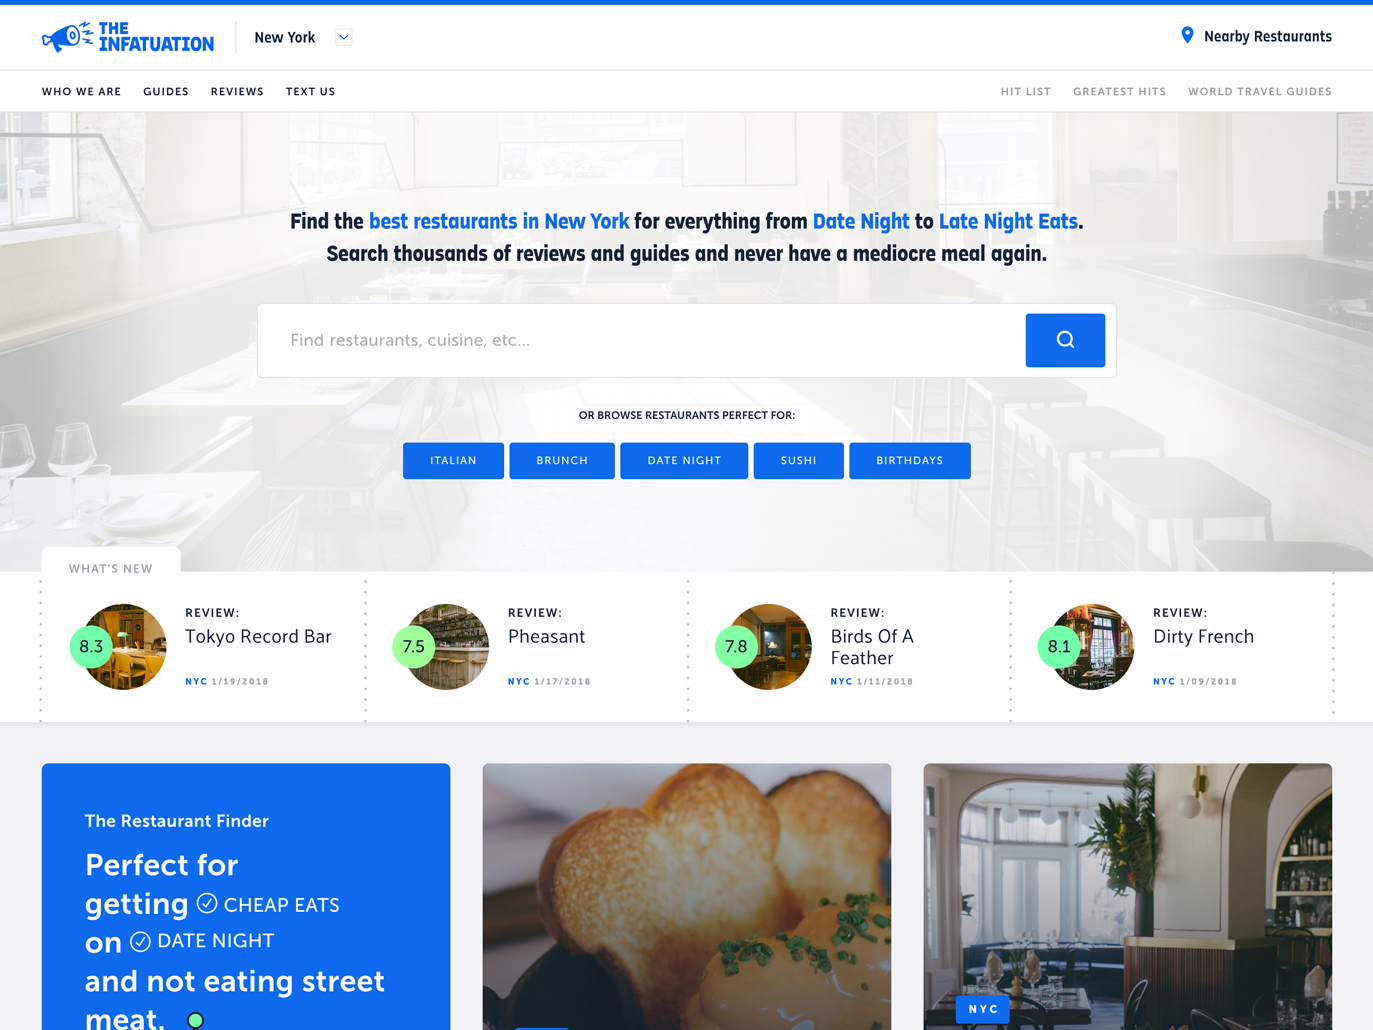 THE
INFATUATION
New York
Nearby Restaurants
WHO WE ARE GUIDES REVIEWS TEXT US
HIT LIST GREATEST HITS WORLD TRAVEL GUIDES
Find the best restaurants in New York for everything from Date Night to Late Night Eats.
Search thousands of reviews and guides and never have a mediocre meal again.
Find restaurants, cuisine, etc...
OR BROWSE RESTAURANTS PERFECT FOR:
ITALIAN BRUNCH DATE NIGHT SUSHI BIRTHDAYS
WHAT'S NEW
8.3
REVIEW:
Tokyo Record Bar
NYC 1/19/2018
7.5
REVIEW:
Pheasant
NYC 1/17/2018
7.8
REVIEW:
Birds Of A
Feather
NYC 1/11/2018
8.1
REVIEW:
Dirty French
NYC 1/09/2018
The Restaurant Finder
Perfect for
getting CHEAP EATS
on DATE NIGHT
and not eating street
meat.
NYC